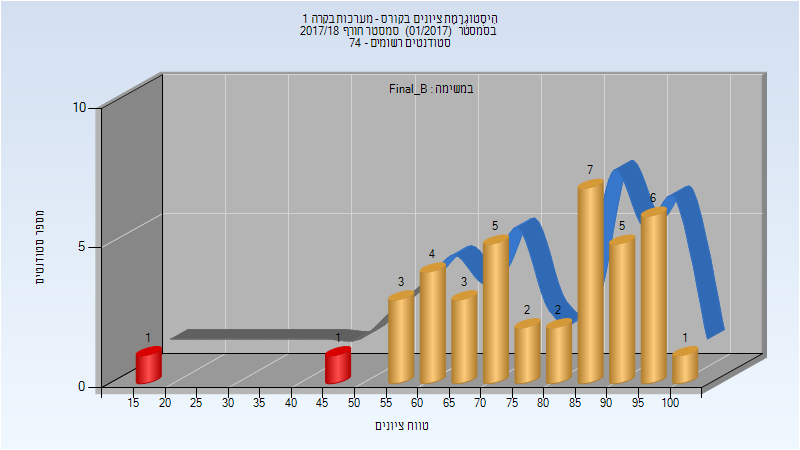 היסטוגרמת ציונים בקורס - מערכות בקרה 1
בסמסטר (01/2017) סמסטר חורף 2017/18
סטודנטים רשומים - 74
במשימה : Final_B
מספר סטודנטים
10
5
0
1
1
3
4
3
5
2
2
7
5
6
1
15 20 25 30 35 40 45 50 55 60 65 70 75 80 85 90 95 100
טווח ציונים